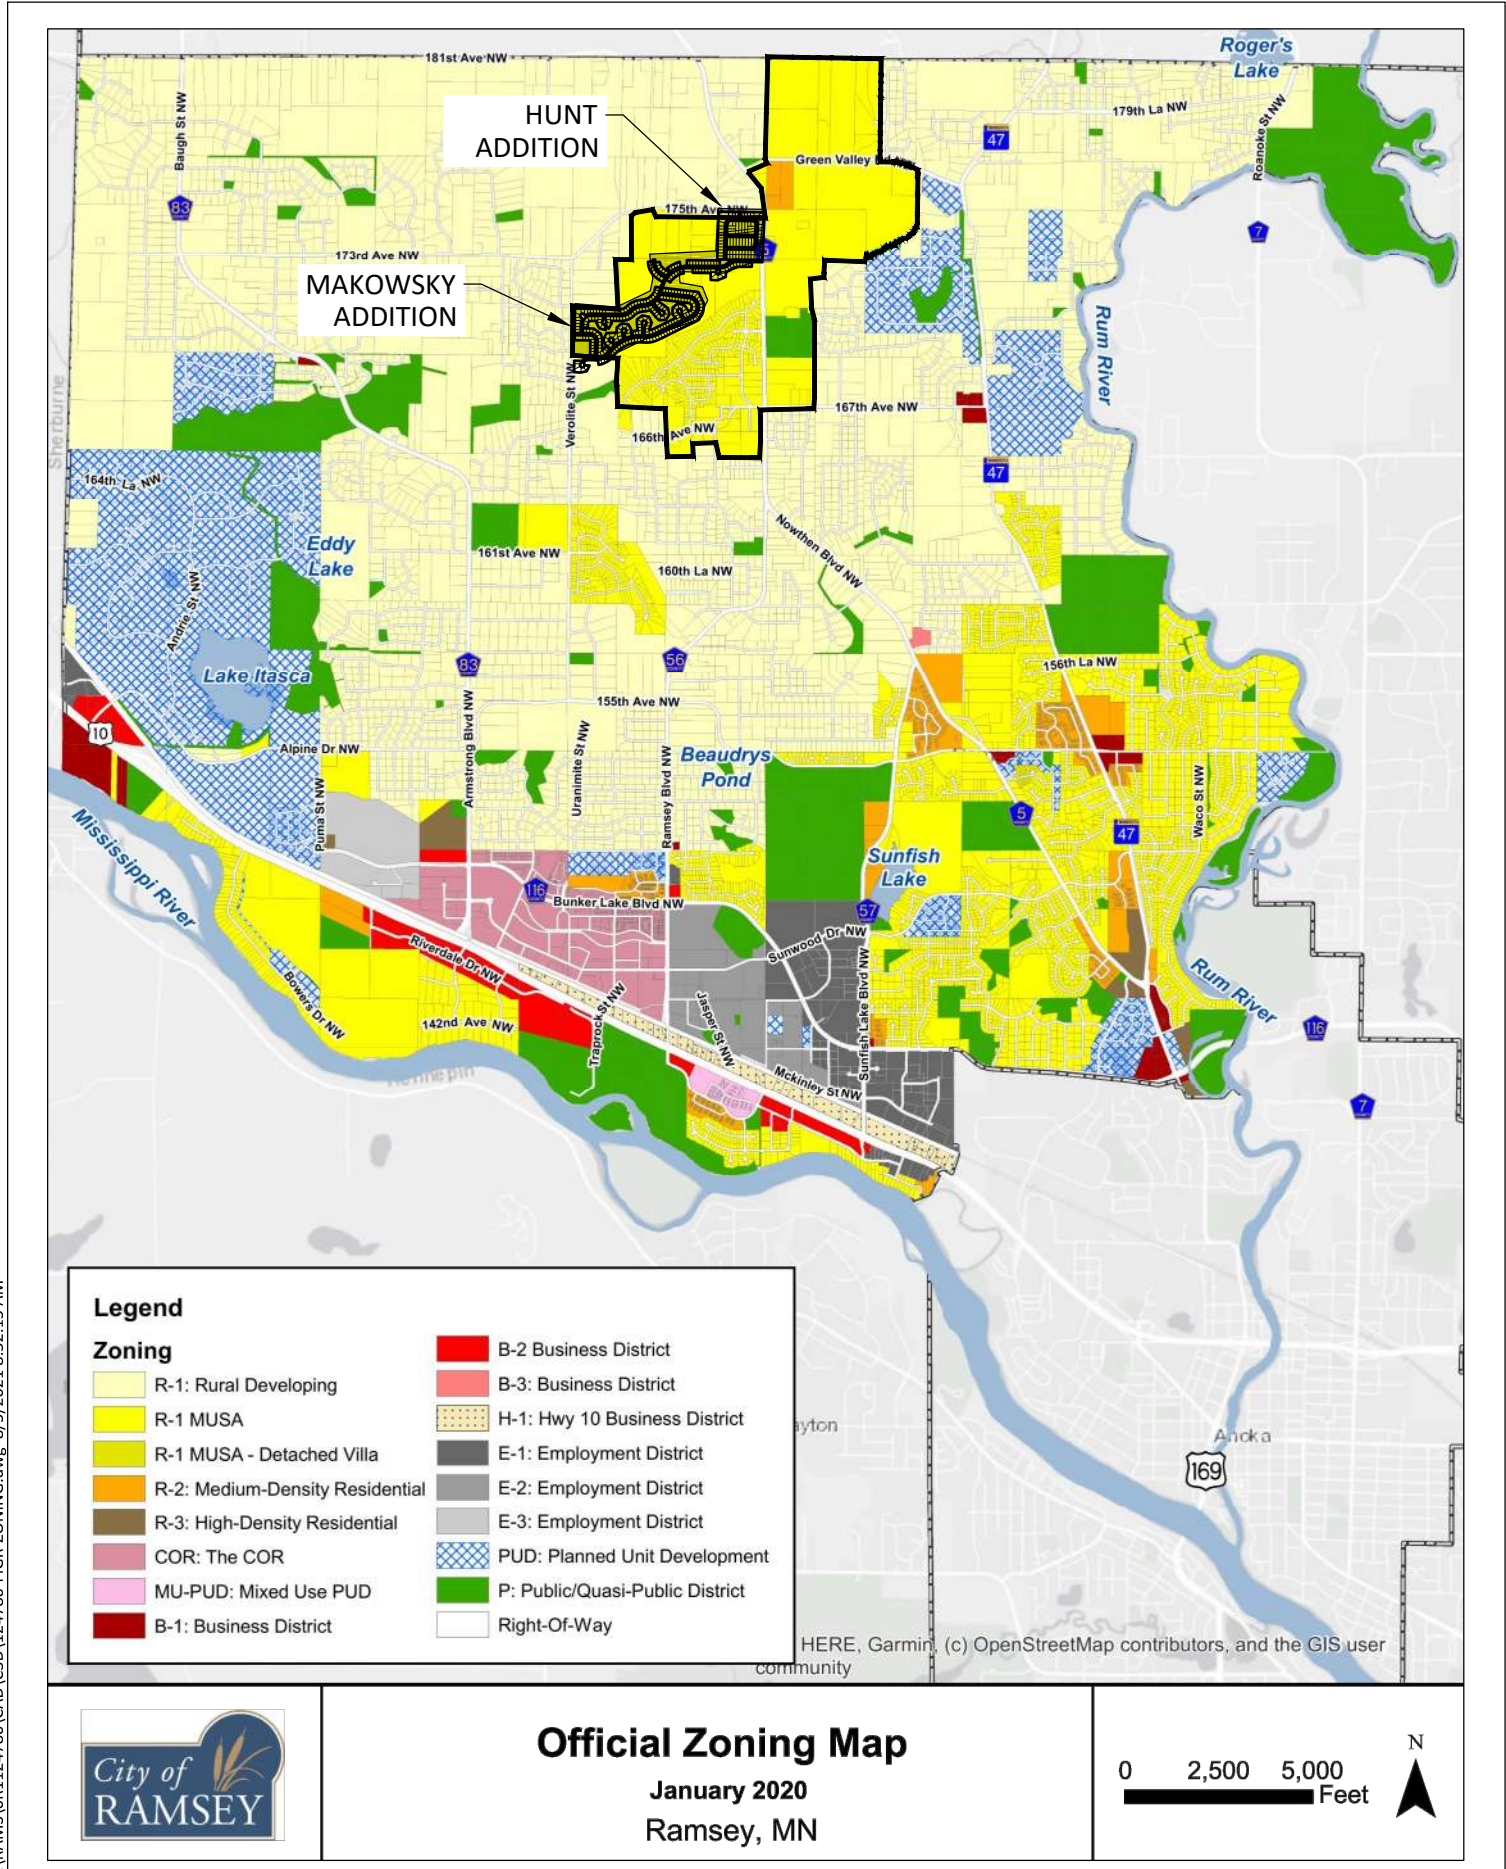 181st Ave NW
Roger's
Lake
HUNT
ADDITION
179th La NW
47
Baugh St NW
Roanoke St NW
Green Valley
83
175th Ave NW
7
173rd Ave NW
5
MAKOWSKY
ADDITION
Rum River
Sherburne
Verolite St NW
167th Ave NW
166th Ave NW
47
164th La NW
Nowthen Blvd NW
Eddy
Lake
161st Ave NW
160th La NW
Andrie St NW
83
56
156th La NW
Lake Itasca
155th Ave NW
10
Armstrong Blvd NW
Uranimite St NW
Ramsey Blvd NW
Alpine Dr NW
Beaudrys
Pond
Puma St NW
Waco St NW
Mississippi River
5
47
Sunfish
Lake
116
Bunker Lake Blvd NW
57
Riverdale Dr NW
Sunwood Dr NW
Sunfish Lake Blvd NW
Rum River
Bowers Dr NW
142nd Ave NW
Traprock St NW
Jasper St NW
116
Hennepin
Mckinley St NW
7
Legend
Zoning
R-1: Rural Developing
R-1 MUSA
R-1 MUSA - Detached Villa
R-2: Medium-Density Residential
R-3: High-Density Residential
COR: The COR
MU-PUD: Mixed Use PUD
B-1: Business District
B-2 Business District
B-3: Business District
H-1: Hwy 10 Business District
E-1: Employment District
E-2: Employment District
E-3: Employment District
PUD: Planned Unit Development
P: Public/Quasi-Public District
Right-Of-Way
ayton
Anoka
169
HERE, Garmin, (c) OpenStreetMap contributors, and the GIS user
community
City of
RAMSEY
Official Zoning Map
January 2020
Ramsey, MN
0 2,500 5,000
Feet
N